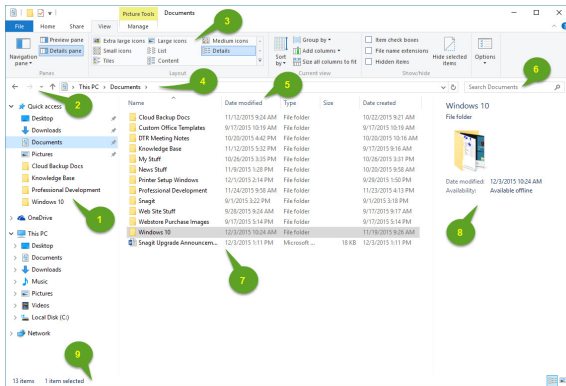 Picture Tools Documents
File Home Share View Manage
Navigation pane
Preview pane
Details pane
Panes
Extra large icons Large icons Medium icons
Small icons List Details
Tiles Content
Layout
Sort by
Group by
Add columns
Size all columns to fit
Current view
Item check boxes
File name extensions
Hidden items
Hide selected items
Show/hide
Options
3
4
5
6
2
This PC > Documents >
Search Documents
Quick access
Desktop
Downloads
Documents
Pictures
Cloud Backup Docs
Knowledge Base
Professional Development
Windows 10
OneDrive
This PC
Desktop
Documents
Downloads
Music
Pictures
Videos
Local Disk (C:)
Network
1
Name Date modified Type Size Date created
Cloud Backup Docs 11/12/2015 9:24 AM File folder 10/22/2015 9:21 AM
Custom Office Templates 9/17/2015 10:19 AM File folder 9/17/2015 10:19 AM
DTR Meeting Notes 10/20/2015 4:42 PM File folder 10/20/2015 10:16 AM
Knowledge Base 11/12/2015 5:32 PM File folder 9/17/2015 9:16 AM
My Stuff 10/26/2015 3:35 PM File folder 10/26/2015 3:31 PM
News Stuff 11/9/2015 1:28 PM File folder 10/20/2015 9:58 AM
Printer Setup Windows 12/1/2015 2:14 PM File folder 9/29/2015 1:50 PM
Professional Development 11/24/2015 9:58 AM File folder 11/23/2015 4:13 PM
Snagit 9/1/2015 3:22 PM File folder 9/1/2015 3:18 PM
Web Site Stuff 9/28/2015 9:24 AM File folder 9/17/2015 9:17 AM
Webstore Purchase Images 9/17/2015 5:14 PM File folder 9/17/2015 5:14 PM
Windows 10 12/3/2015 10:24 AM File folder 11/19/2015 9:26 AM
Snagit Upgrade Announcem... 12/3/2015 1:11 PM Microsoft ... 18 KB 12/3/2015 1:11 PM
7
Windows 10
File folder
Date modified: 12/3/2015 10:24 AM
Availability: Available offline
8
9
13 items 1 item selected